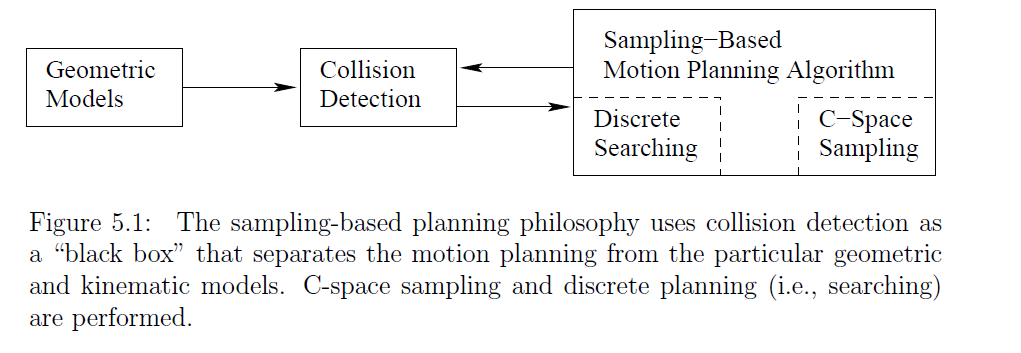 Geometric
Models
Collision
Detection
Sampling−Based
Motion Planning Algorithm
Discrete
Searching
C−Space
Sampling
Figure 5.1: The sampling-based planning philosophy uses collision detection as
a “black box” that separates the motion planning from the particular geometric
and kinematic models. C-space sampling and discrete planning (i.e., searching)
are performed.